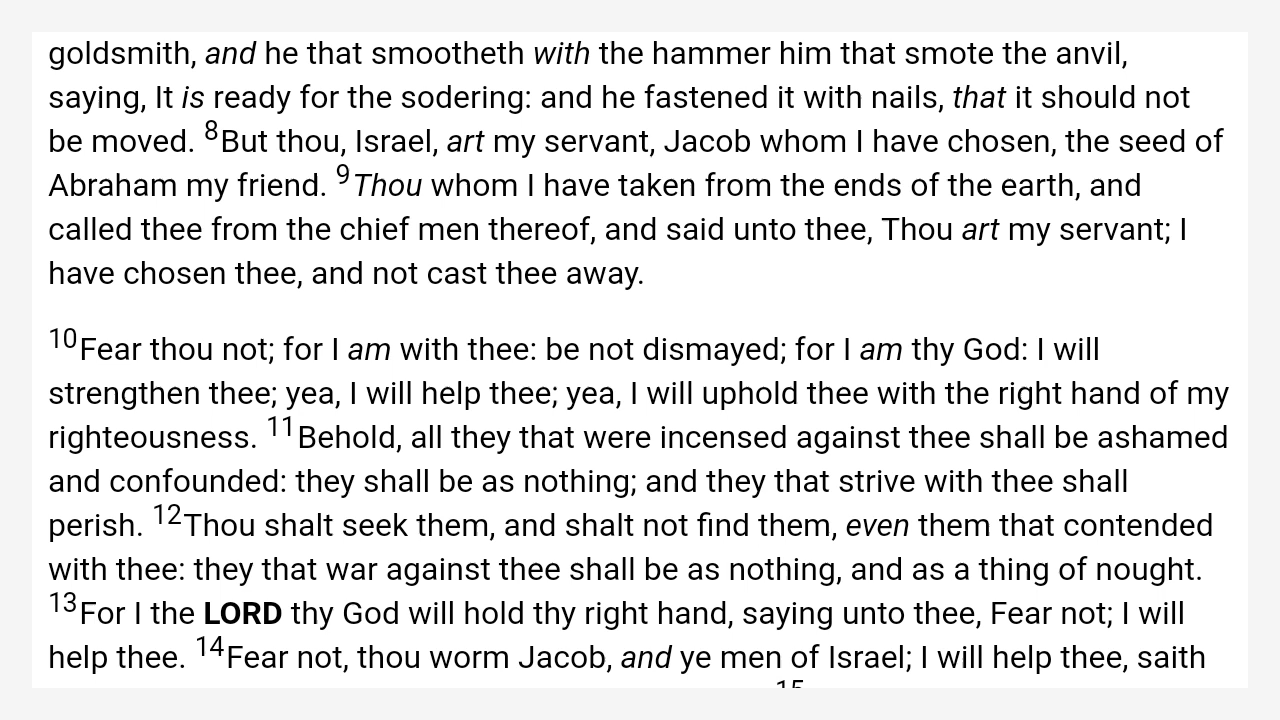 goldsmith, and he that smootheth with the hammer him that smote the anvil,
saying, It is ready for the sodering: and he fastened it with nails, that it should not
be moved. 8But thou, Israel, art my servant, Jacob whom I have chosen, the seed of
Abraham my friend. 9Thou whom I have taken from the ends of the earth, and
called thee from the chief men thereof, and said unto thee, Thou art my servant; I
have chosen thee, and not cast thee away.
10Fear thou not; for I am with thee: be not dismayed; for I am thy God: I will
strengthen thee; yea, I will help thee; yea, I will uphold thee with the right hand of my
righteousness. 11Behold, all they that were incensed against thee shall be ashamed
and confounded: they shall be as nothing; and they that strive with thee shall
perish. 12Thou shalt seek them, and shalt not find them, even them that contended
with thee: they that war against thee shall be as nothing, and as a thing of nought.
13For I the LORD thy God will hold thy right hand, saying unto thee, Fear not; I will
help thee. 14Fear not, thou worm Jacob, and ye men of Israel; I will help thee, saith